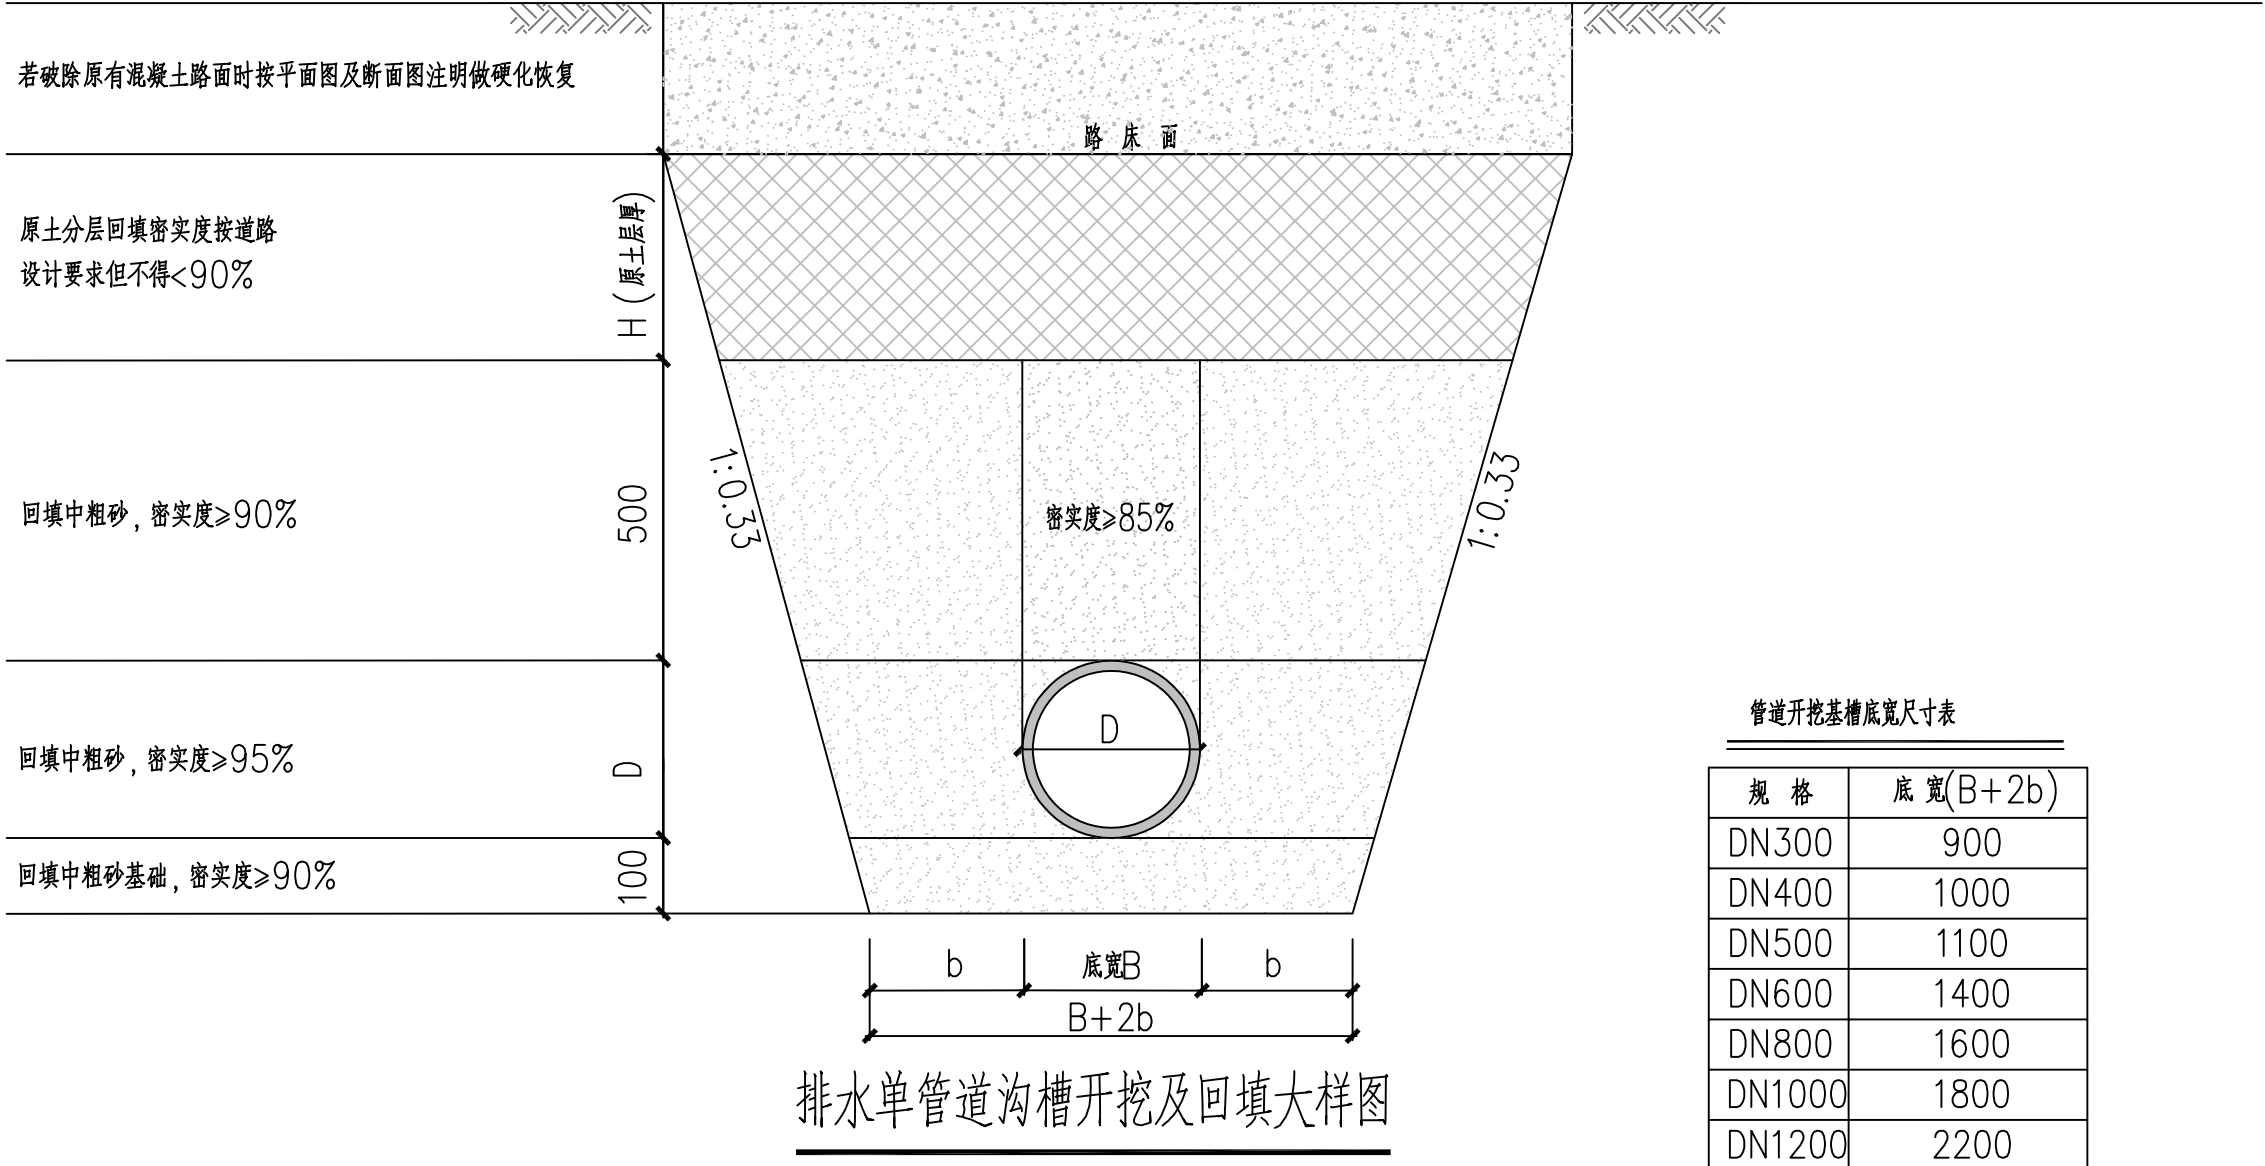 若破除原有混凝土路面时按平面图及断面图注明做硬化恢复
路床面
原土分层回填密实度按道路
设计要求但不得<90%
H(原土层厚)
回填中粗砂,密实度≥90%
500
1:0.33
密实度≥85%
1:0.33
回填中粗砂,密实度≥95%
D
D
回填中粗砂基础,密实度≥90%
100
b
底宽B
b
B+2b
排水单管道沟槽开挖及回填大样图
管道开挖基槽底宽尺寸表
规格 底宽(B+2b)
DN300 900
DN400 1000
DN500 1100
DN600 1400
DN800 1600
DN1000 1800
DN1200 2200